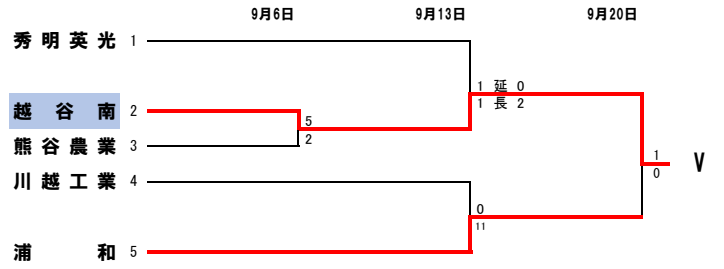 9月6日 9月13日 9月20日
秀明英光 1
1 延 0
1 長 2
越谷南 2
5
2
熊谷農業 3
1
0
V
川越工業 4
0
11
浦和 5